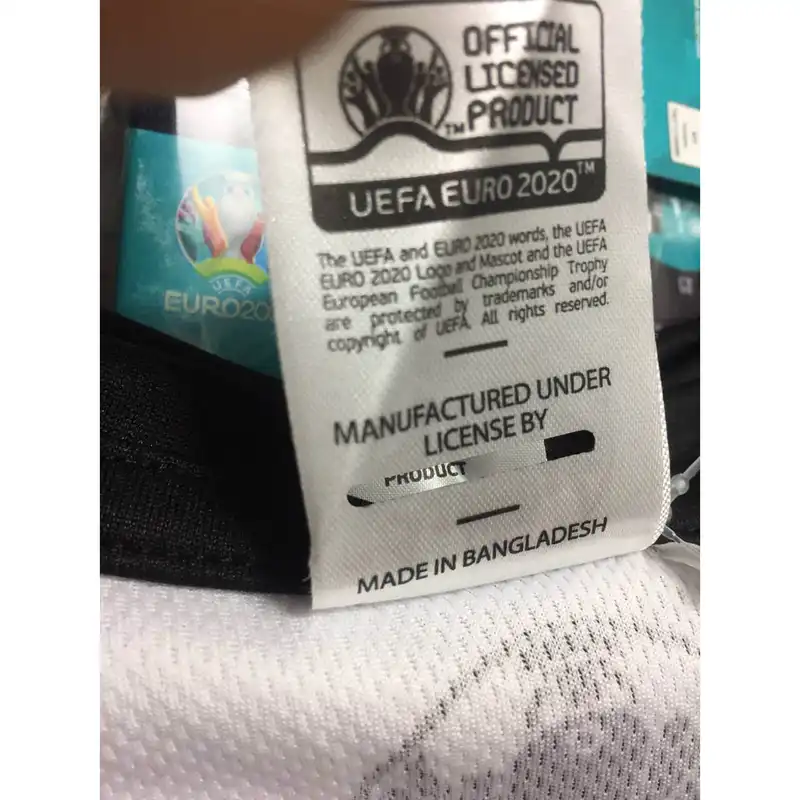 OFFICIAL
LICENSED
PRODUCT
TM
UEFA EURO 2020™
The UEFA and EURO 2020 words, the UEFA
EURO 2020 Logo and Mascot and the UEFA
European Football Championship Trophy
are protected by trademarks and/or
copyright of UEFA. All rights reserved.
MANUFACTURED UNDER
LICENSE BY
PRODUCT
MADE IN BANGLADESH
UEFA
EURO20